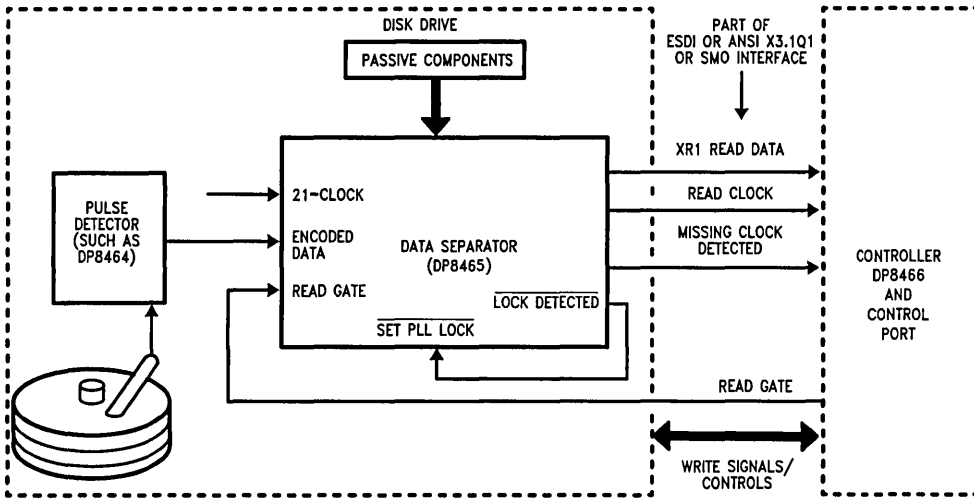 DISK DRIVE
PASSIVE COMPONENTS
PART OF
ESDI OR ANSI X3.1Q1
OR SMO INTERFACE
PULSE
DETECTOR
(SUCH AS
DP8464)
21-CLOCK
ENCODED
DATA
READ GATE
DATA SEPARATOR
(DP8465)
LOCK DETECTED
SET PLL LOCK
XR1 READ DATA
READ CLOCK
MISSING CLOCK
DETECTED
READ GATE
WRITE SIGNALS/
CONTROLS
CONTROLLER
DP8466
AND
CONTROL
PORT